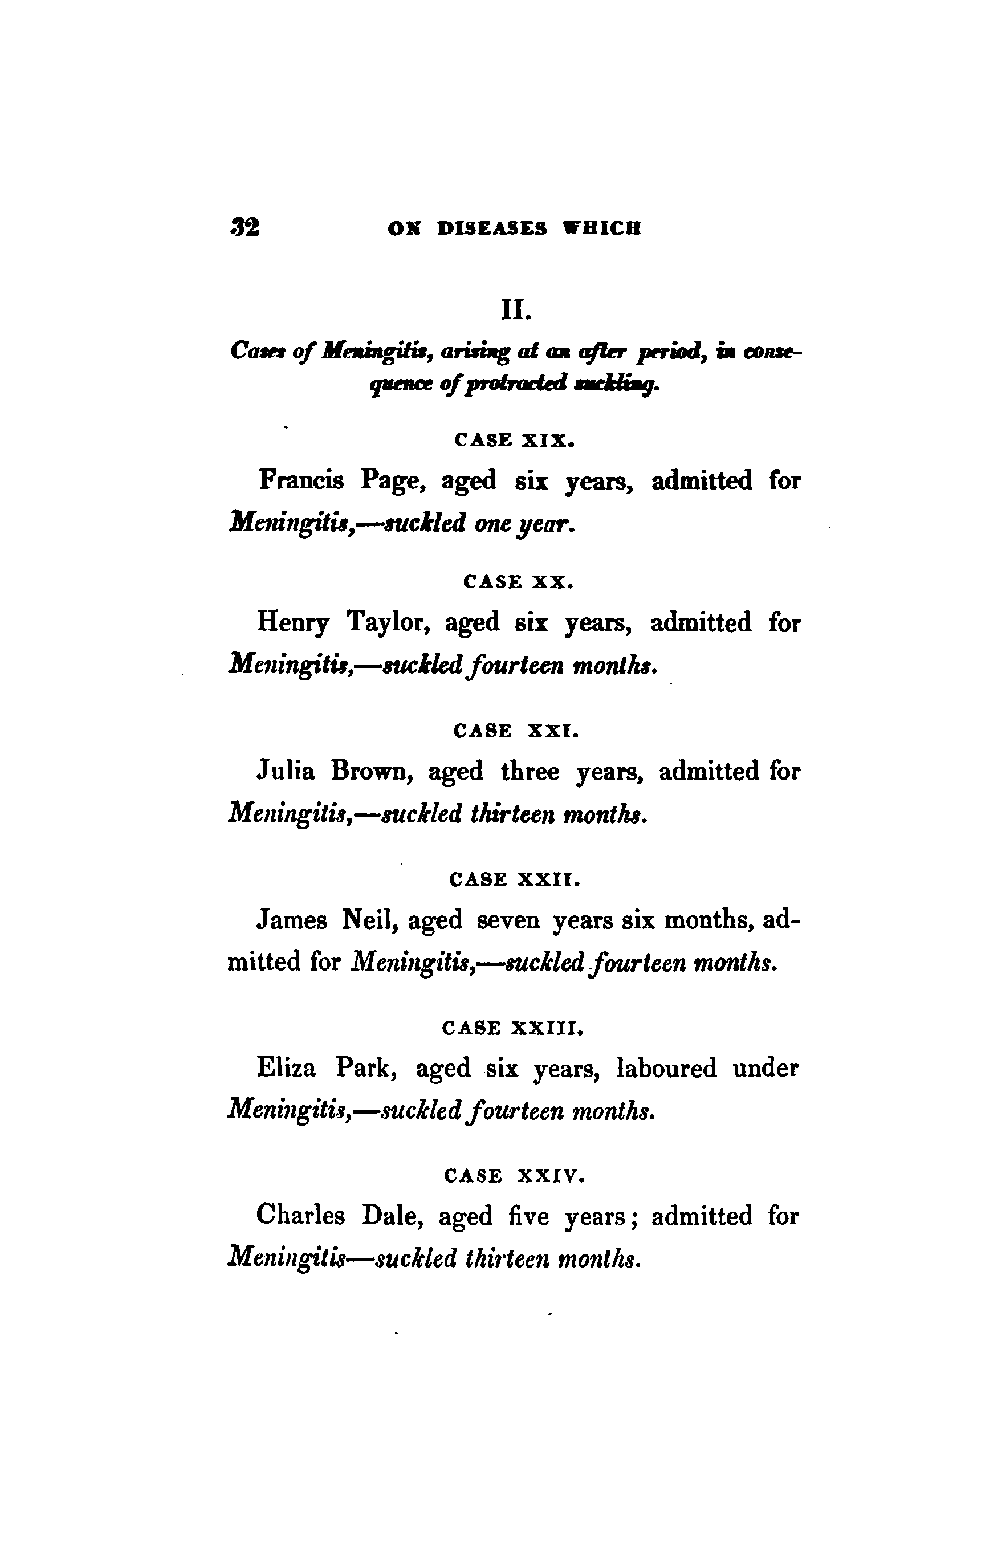 32 ON DISEASES WHICH
II.
Cases of Meningitis, arising at an after period, in conse-
quence of protracted suckling.
CASE XIX.
Francis Page, aged six years, admitted for
Meningitis,—suckled one year.
CASE XX.
Henry Taylor, aged six years, admitted for
Meningitis,—suckled fourteen months.
CASE XXI.
Julia Brown, aged three years, admitted for
Meningitis,—suckled thirteen months.
CASE XXII.
James Neil, aged seven years six months, ad-
mitted for Meningitis,—suckled fourteen months.
CASE XXIII.
Eliza Park, aged six years, laboured under
Meningitis,—suckled fourteen months.
CASE XXIV.
Charles Dale, aged five years; admitted for
Meningitis—suckled thirteen months.